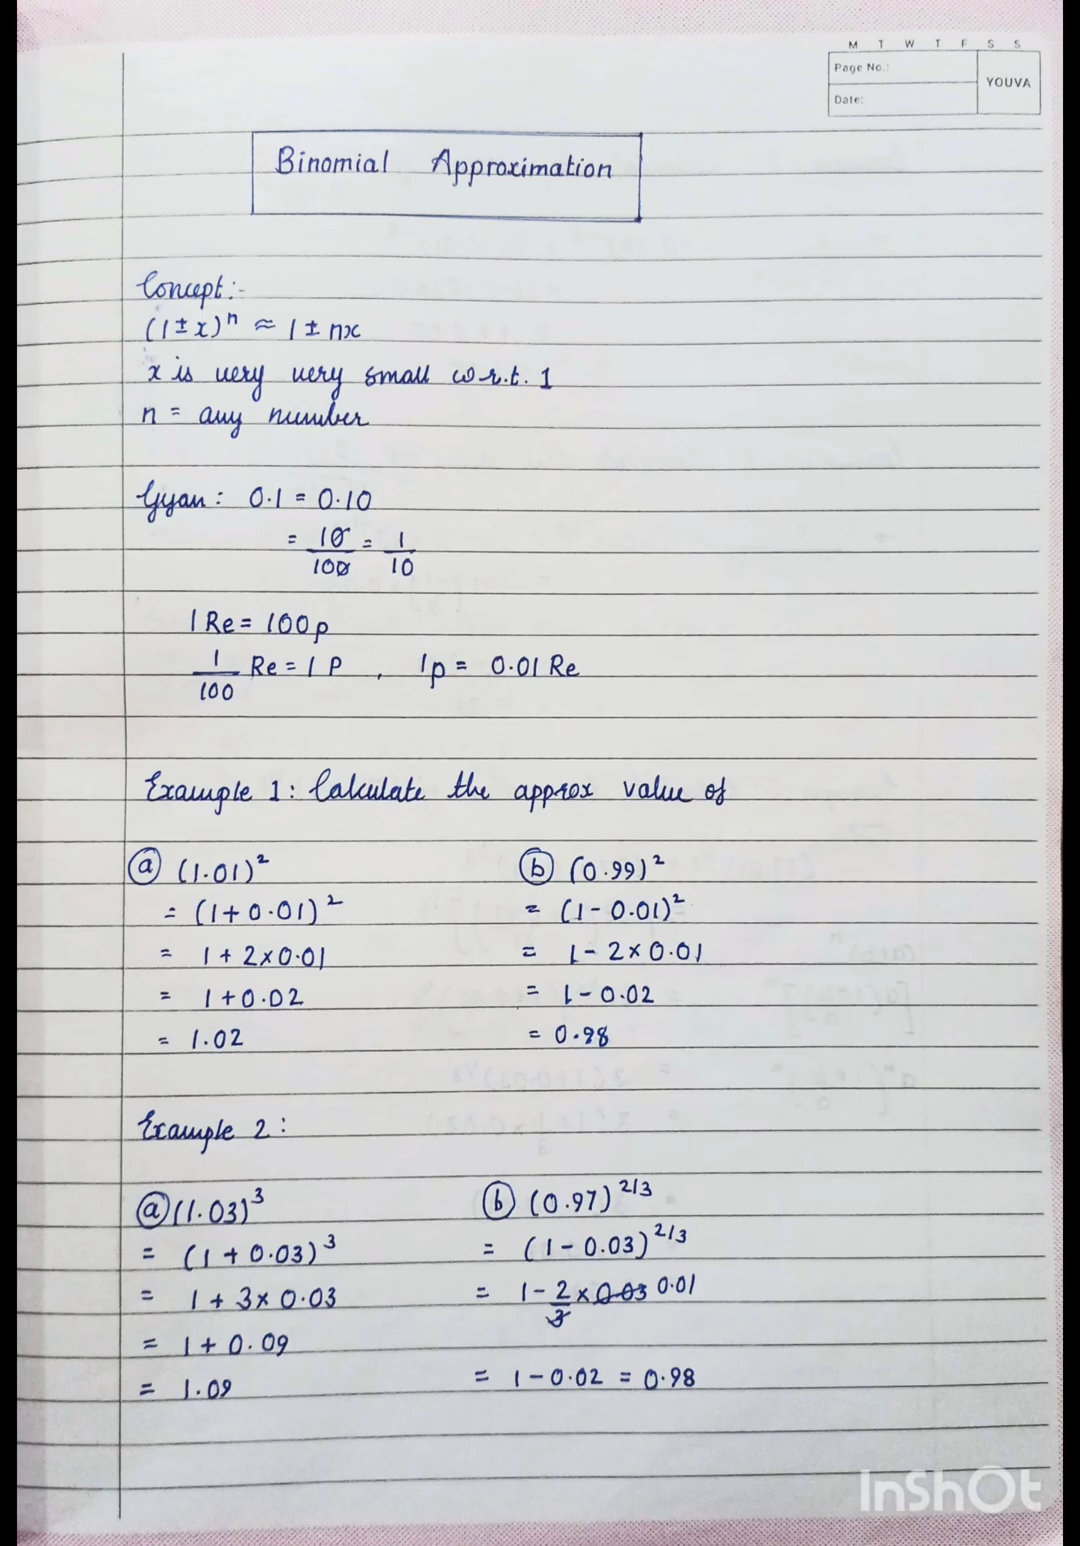 M T W T F S S
Page No.:
YOUVA
Date:
Binomial Approximation
Concept:-
(1±x)ⁿ ≈ 1 ± nx
x is very very small w.r.t. 1
n = any number
Gyan: 0.1 = 0.10
= 10/100 = 1/10
1 Re = 100p
1/100 Re = 1 P , 1p = 0.01 Re
Example 1: Calculate the approx value of
ⓐ (1.01)²
= (1+0.01)²
= 1 + 2×0.01
= 1+0.02
= 1.02
ⓑ (0.99)²
= (1-0.01)²
= 1- 2×0.01
= 1-0.02
= 0.98
Example 2:
ⓐ (1.03)³
= (1+0.03)³
= 1 + 3×0.03
= 1+0.09
= 1.09
ⓑ (0.97)^2/3
= (1-0.03)^2/3
= 1- 2/3 × 0.03 0.01
= 1-0.02 = 0.98
InShOt